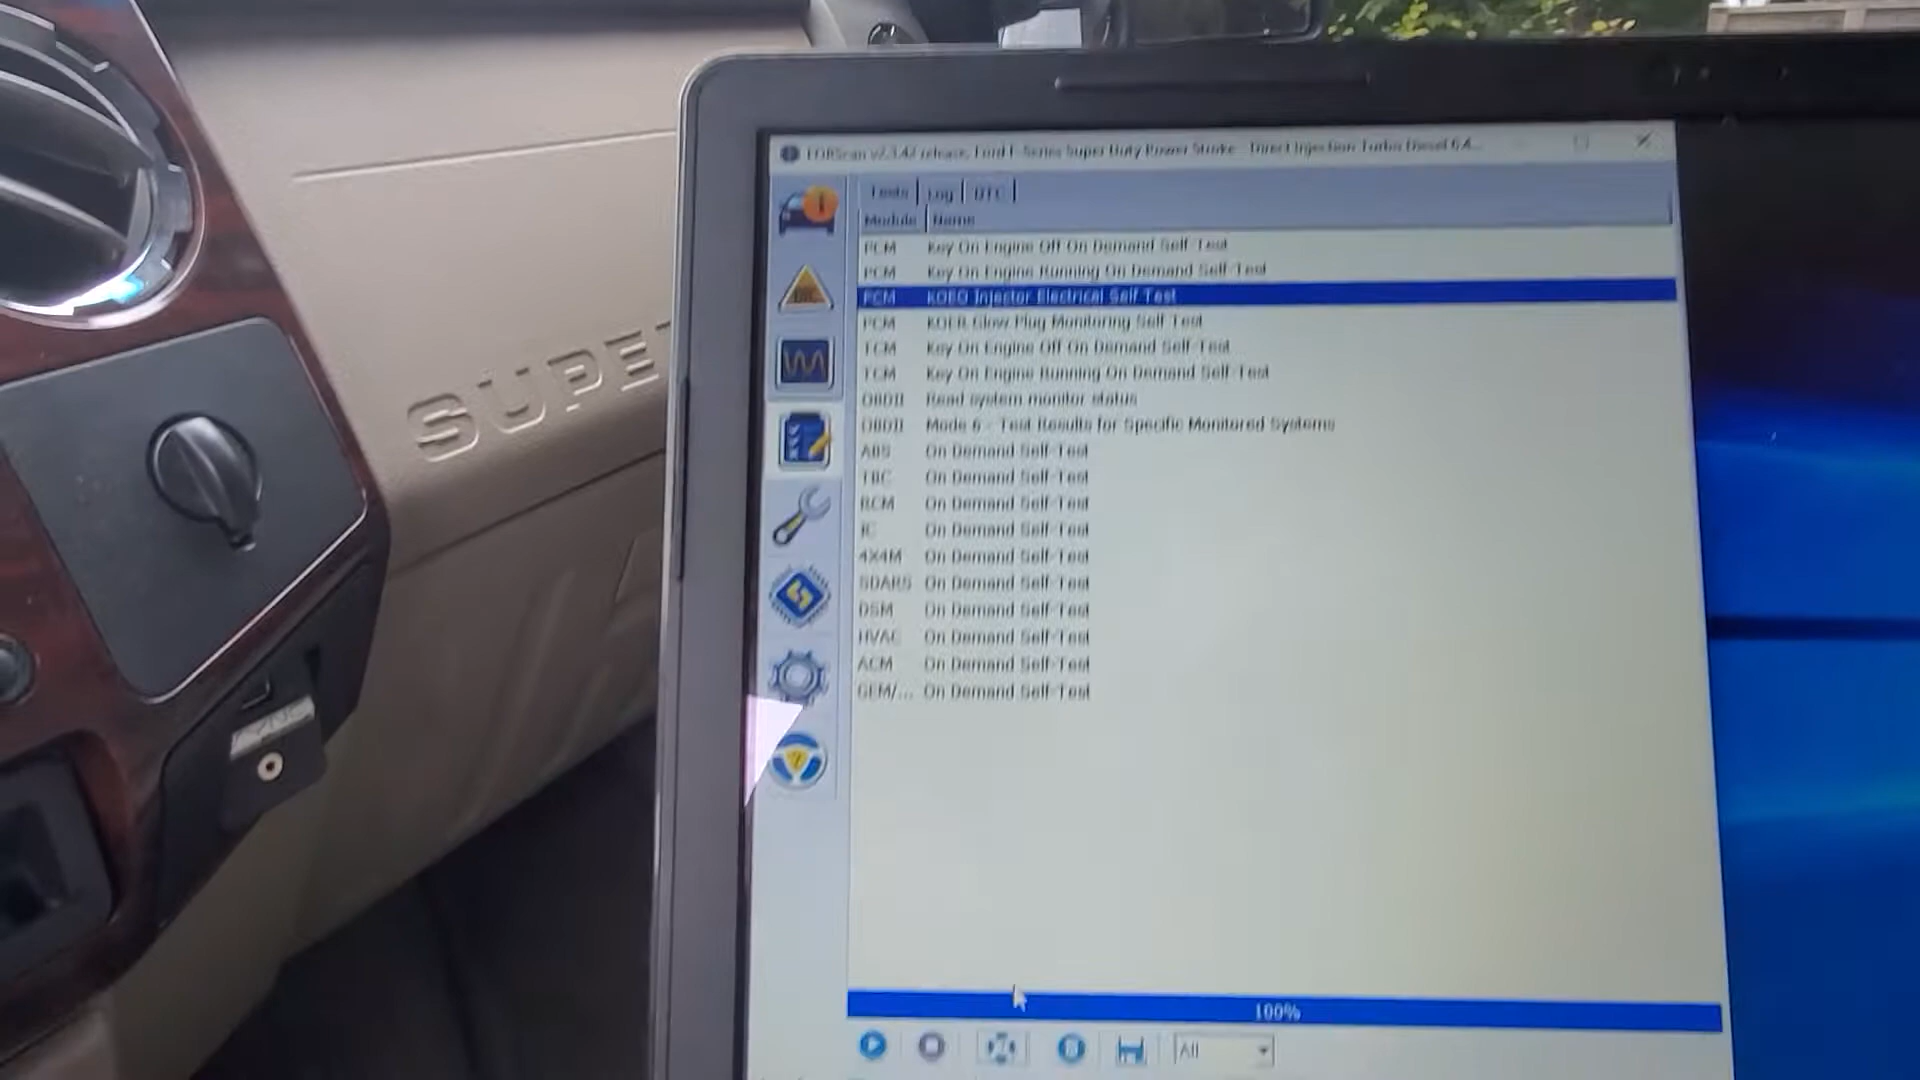 SUPE
FORScan v2.3.47 release, Ford F-Series Super Duty Power Stroke - Direct Injection Turbo Diesel 6.4...
Tests Log DTC
Module Name
PCM Key On Engine Off On Demand Self-Test
PCM Key On Engine Running On Demand Self-Test
PCM KOEO Injector Electrical Self Test
PCM KOER Glow Plug Monitoring Self Test
TCM Key On Engine Off On Demand Self-Test
TCM Key On Engine Running On Demand Self-Test
OBDII Read system monitor status
OBDII Mode 6 - Test Results for Specific Monitored Systems
ABS On Demand Self-Test
TBC On Demand Self-Test
RCM On Demand Self-Test
IC On Demand Self-Test
4X4M On Demand Self-Test
SDARS On Demand Self-Test
DSM On Demand Self-Test
HVAC On Demand Self-Test
ACM On Demand Self-Test
GEM/... On Demand Self-Test
100%
All